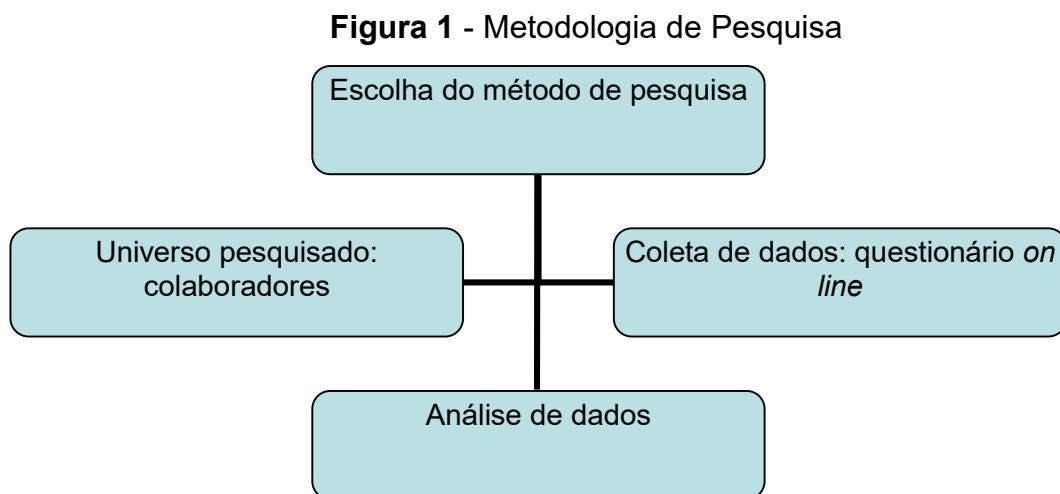 Figura 1 - Metodologia de Pesquisa
Escolha do método de pesquisa
Universo pesquisado:
colaboradores
Coleta de dados: questionário on
line
Análise de dados